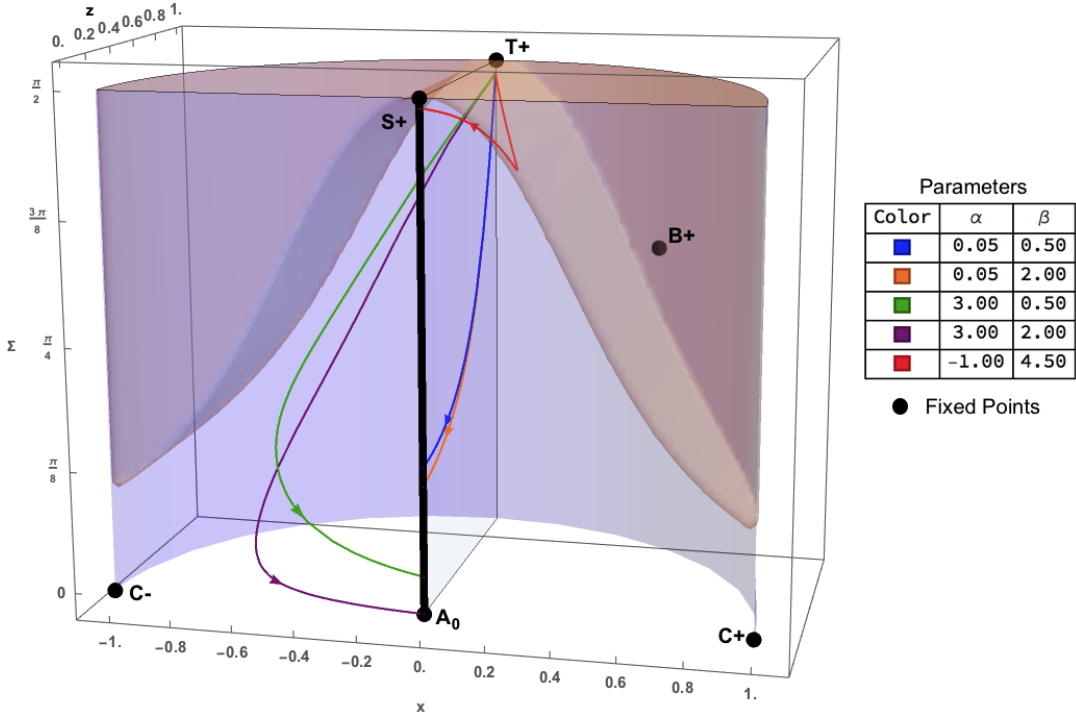 z
0. 0.2 0.4 0.6 0.8 1.
T+
π/2
S+
Parameters
Color α β
0.05 0.50
0.05 2.00
3.00 0.50
3.00 2.00
−1.00 4.50
Fixed Points
3π/8
B+
Σ
π/4
π/8
0
C-
A0
C+
−1. −0.8 −0.6 −0.4 −0.2 0. 0.2 0.4 0.6 0.8 1.
x